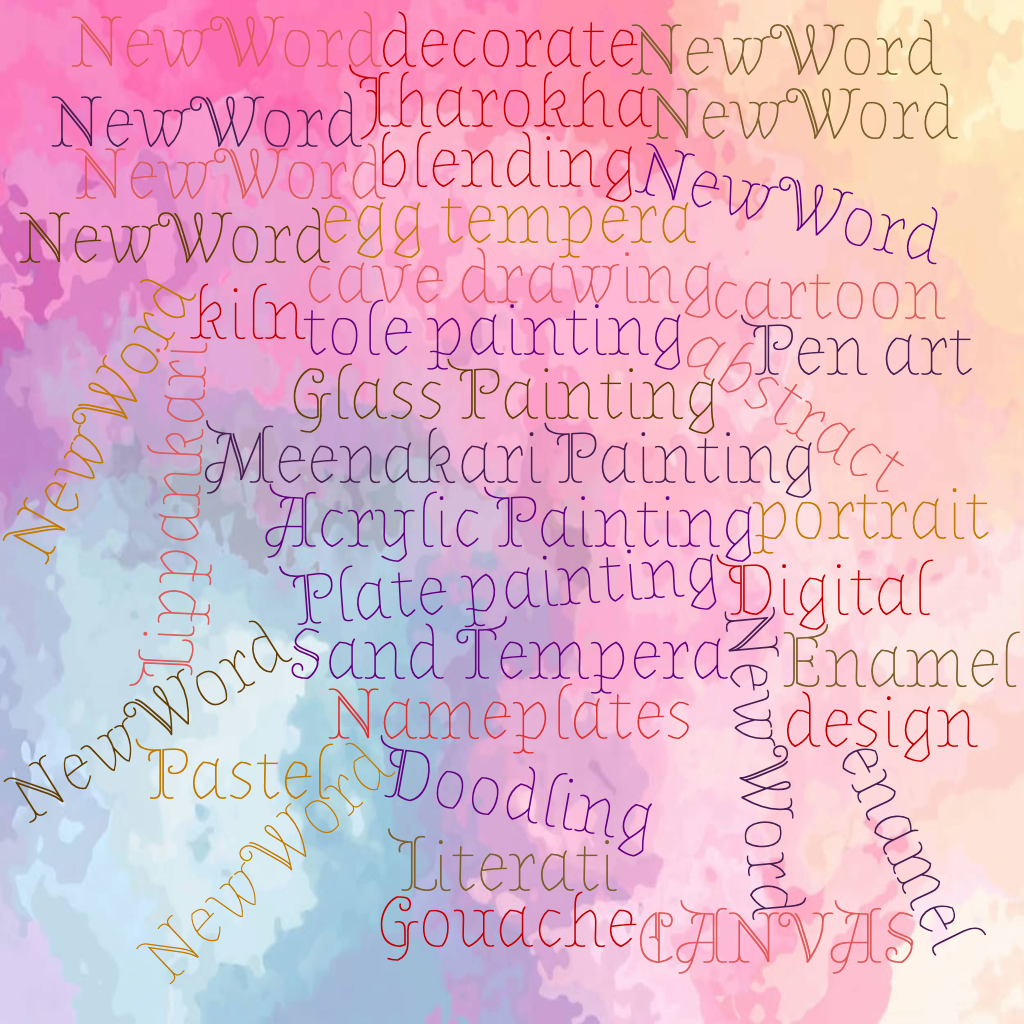 NewWord decorate NewWord
NewWord Jharokha NewWord
NewWord blending NewWord
NewWord egg tempera
cave drawing cartoon
NewWord kiln tole painting abstract Pen art
Lippankari Glass Painting
Meenakari Painting
Acrylic Painting portrait
Plate painting Digital
NewWord Sand Tempera NewWord Enamel
Nameplates design
Pastel Doodling enamel
NewWord Literati
Gouache CANVAS